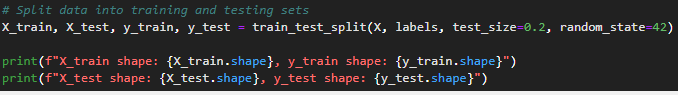 # Split data into training and testing sets
X_train, X_test, y_train, y_test = train_test_split(X, labels, test_size=0.2, random_state=42)
print(f"X_train shape: {X_train.shape}, y_train shape: {y_train.shape}")
print(f"X_test shape: {X_test.shape}, y_test shape: {y_test.shape}")